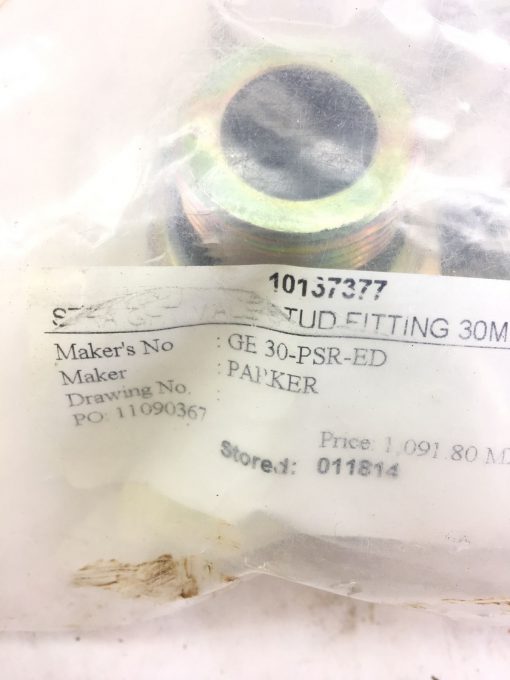 10137377
TUD FITTING 30M
Maker's No : GE 30-PSR-ED
Maker : PARKER
Drawing No. :
PO: 11090367
Price: 1,091.80 M
Stored: 011814